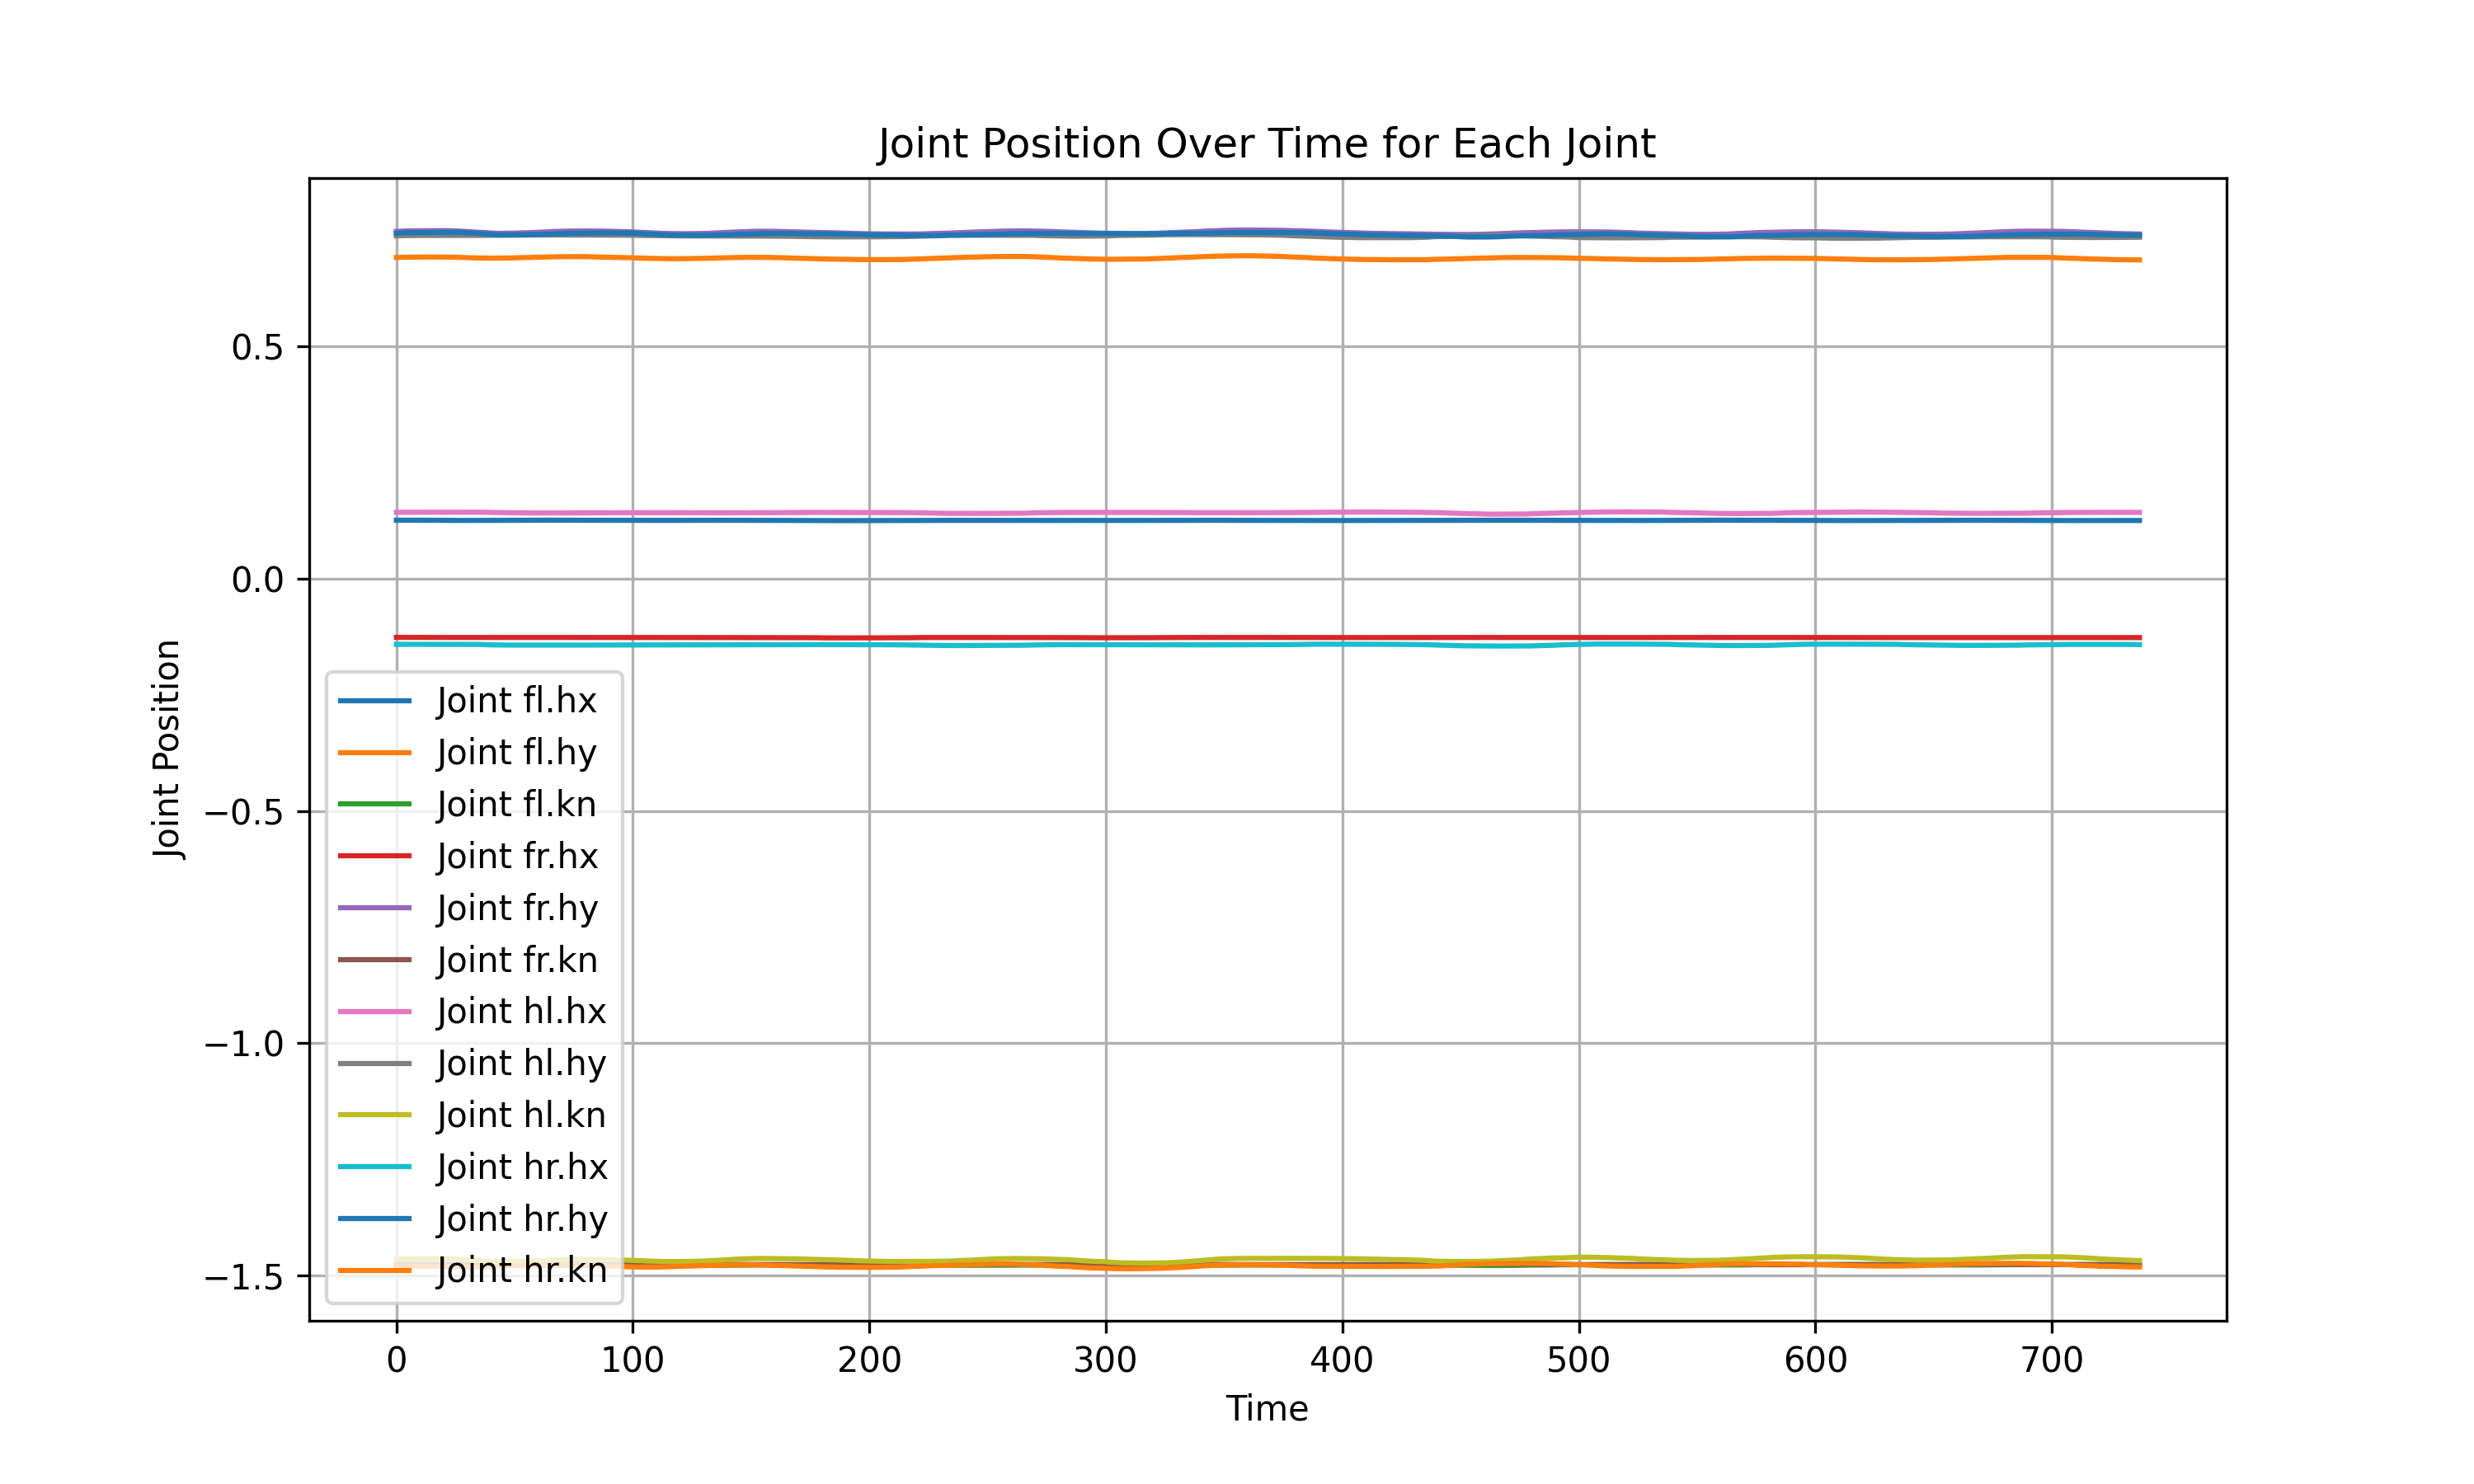 Joint Position Over Time for Each Joint
Joint Position
0.5
0.0
−0.5
−1.0
−1.5
Joint fl.hx
Joint fl.hy
Joint fl.kn
Joint fr.hx
Joint fr.hy
Joint fr.kn
Joint hl.hx
Joint hl.hy
Joint hl.kn
Joint hr.hx
Joint hr.hy
Joint hr.kn
0 100 200 300 400 500 600 700
Time